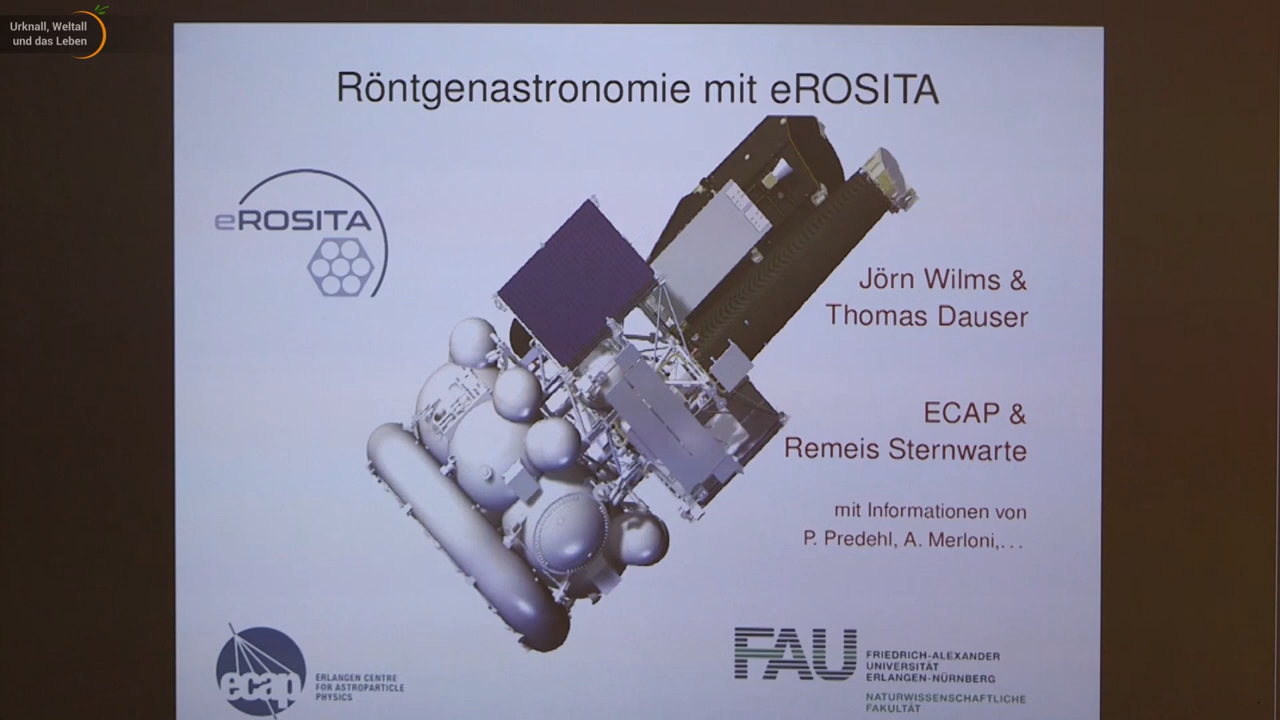 Urknall, Weltall
und das Leben
Röntgenastronomie mit eROSITA
eROSITA
Jörn Wilms &
Thomas Dauser
ECAP &
Remeis Sternwarte
mit Informationen von
P. Predehl, A. Merloni,...
ecap
ERLANGEN CENTRE
FOR ASTROPARTICLE
PHYSICS
FAU
FRIEDRICH-ALEXANDER
UNIVERSITÄT
ERLANGEN-NÜRNBERG
NATURWISSENSCHAFTLICHE
FAKULTÄT